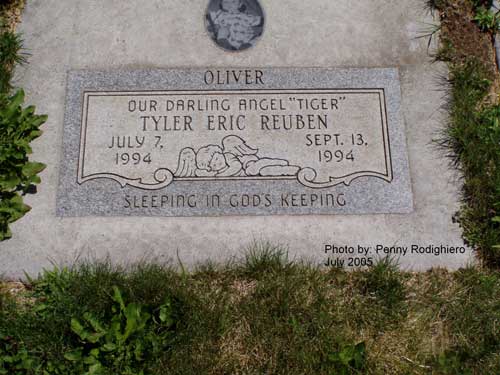 OLIVER
OUR DARLING ANGEL "TIGER"
TYLER ERIC REUBEN
JULY 7, SEPT. 13,
1994 1994
SLEEPING IN GOD'S KEEPING
Photo by: Penny Rodighiero
July 2005